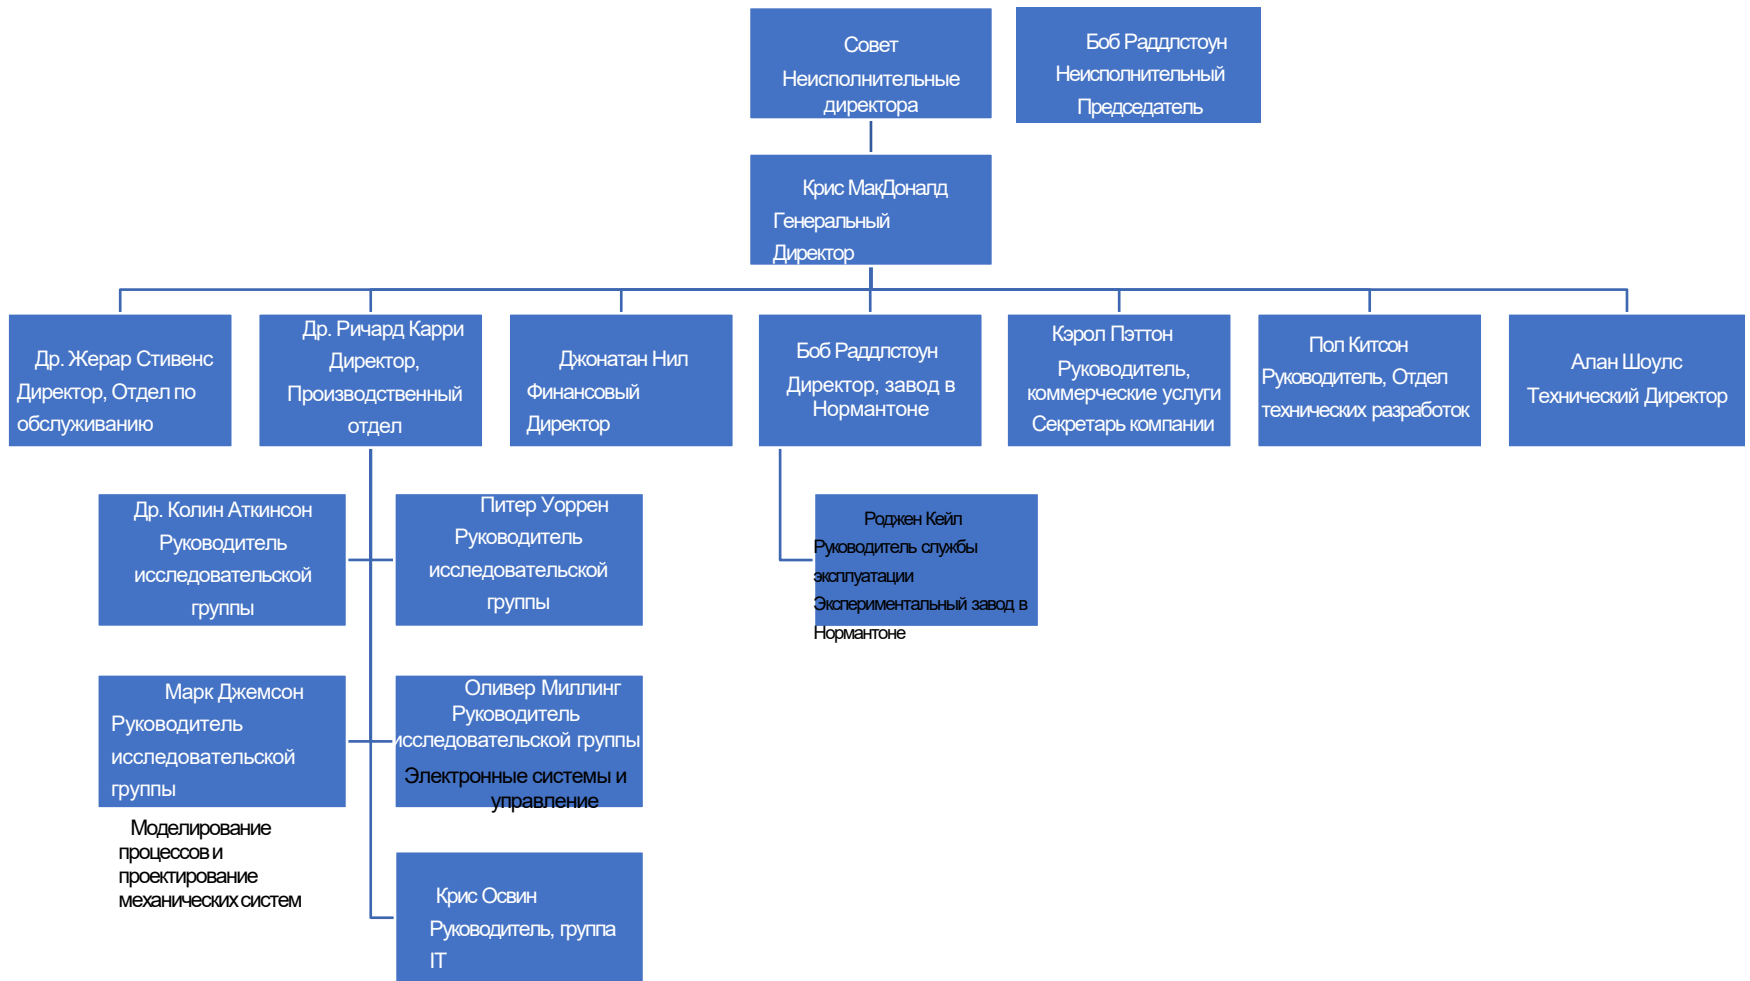 Совет
Неисполнительные
директора
Боб Раддлстоун
Неисполнительный
Председатель
Крис МакДоналд
Генеральный
Директор
Др. Жерар Стивенс
Директор, Отдел по
обслуживанию
Др. Ричард Карри
Директор,
Производственный
отдел
Джонатан Нил
Финансовый
Директор
Боб Раддлстоун
Директор, завод в
Нормантоне
Кэрол Пэттон
Руководитель,
коммерческие услуги
Секретарь компании
Пол Китсон
Руководитель, Отдел
технических разработок
Алан Шоулс
Технический Директор
Др. Колин Аткинсон
Руководитель
исследовательской
группы
Питер Уоррен
Руководитель
исследовательской
группы
Роджен Кейл
Руководитель службы
эксплуатации
Экспериментальный завод в
Нормантоне
Марк Джемсон
Руководитель
исследовательской
группы
Моделирование
процессов и
проектирование
механических систем
Оливер Миллинг
Руководитель
исследовательской группы
Электронные системы и
управление
Крис Освин
Руководитель, группа
IT